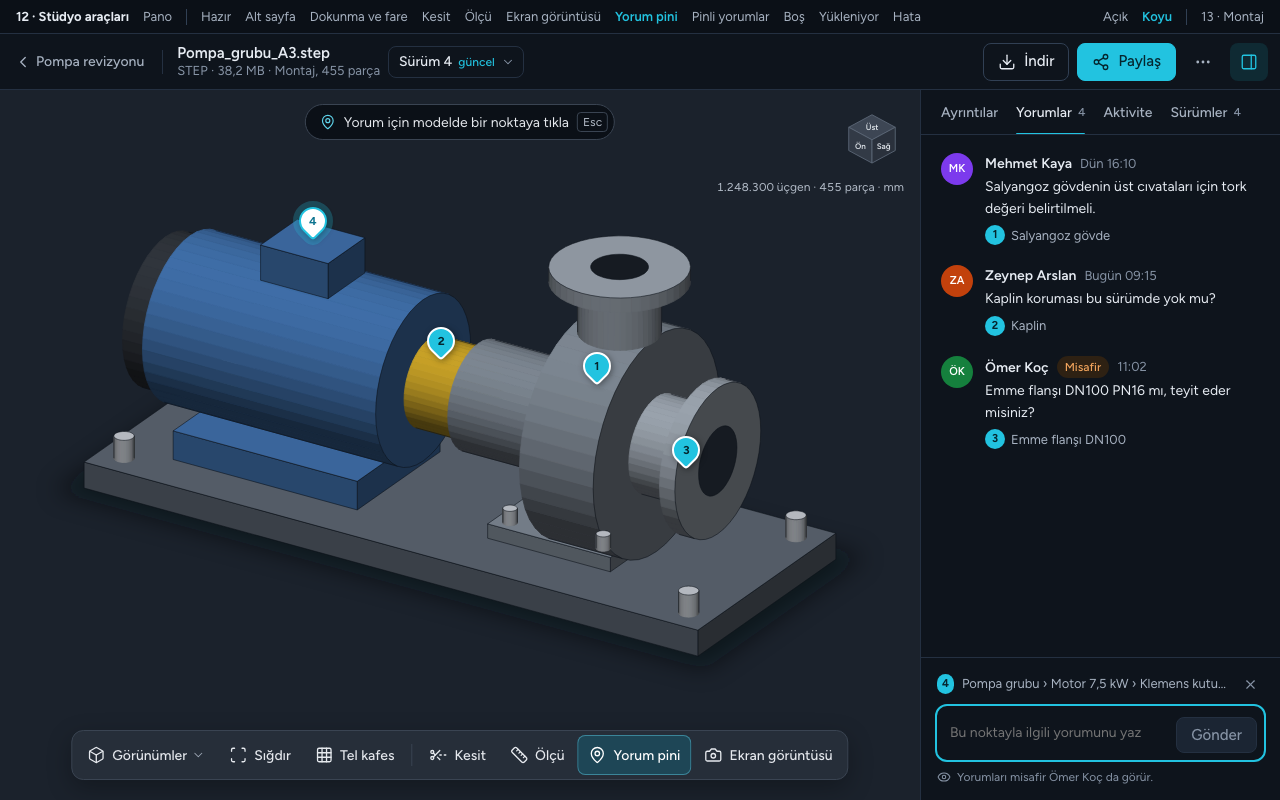 12 · Stüdyo araçları Pano Hazır Alt sayfa Dokunma ve fare Kesit Ölçü Ekran görüntüsü Yorum pini Pinli yorumlar Boş Yükleniyor Hata Açık Koyu 13 · Montaj
Pompa revizyonu
Pompa_grubu_A3.step
STEP · 38,2 MB · Montaj, 455 parça
Sürüm 4 güncel
İndir
Paylaş
Yorum için modelde bir noktaya tıkla Esc
Üst
Ön Sağ
1.248.300 üçgen · 455 parça · mm
4
2
1
3
Görünümler Sığdır Tel kafes Kesit Ölçü Yorum pini Ekran görüntüsü
Ayrıntılar Yorumlar 4 Aktivite Sürümler 4
MK Mehmet Kaya Dün 16:10
Salyangoz gövdenin üst cıvataları için tork
değeri belirtilmeli.
1 Salyangoz gövde
ZA Zeynep Arslan Bugün 09:15
Kaplin koruması bu sürümde yok mu?
2 Kaplin
ÖK Ömer Koç Misafir 11:02
Emme flanşı DN100 PN16 mı, teyit eder
misiniz?
3 Emme flanşı DN100
4 Pompa grubu › Motor 7,5 kW › Klemens kutu...
Bu noktayla ilgili yorumunu yaz
Gönder
Yorumları misafir Ömer Koç da görür.